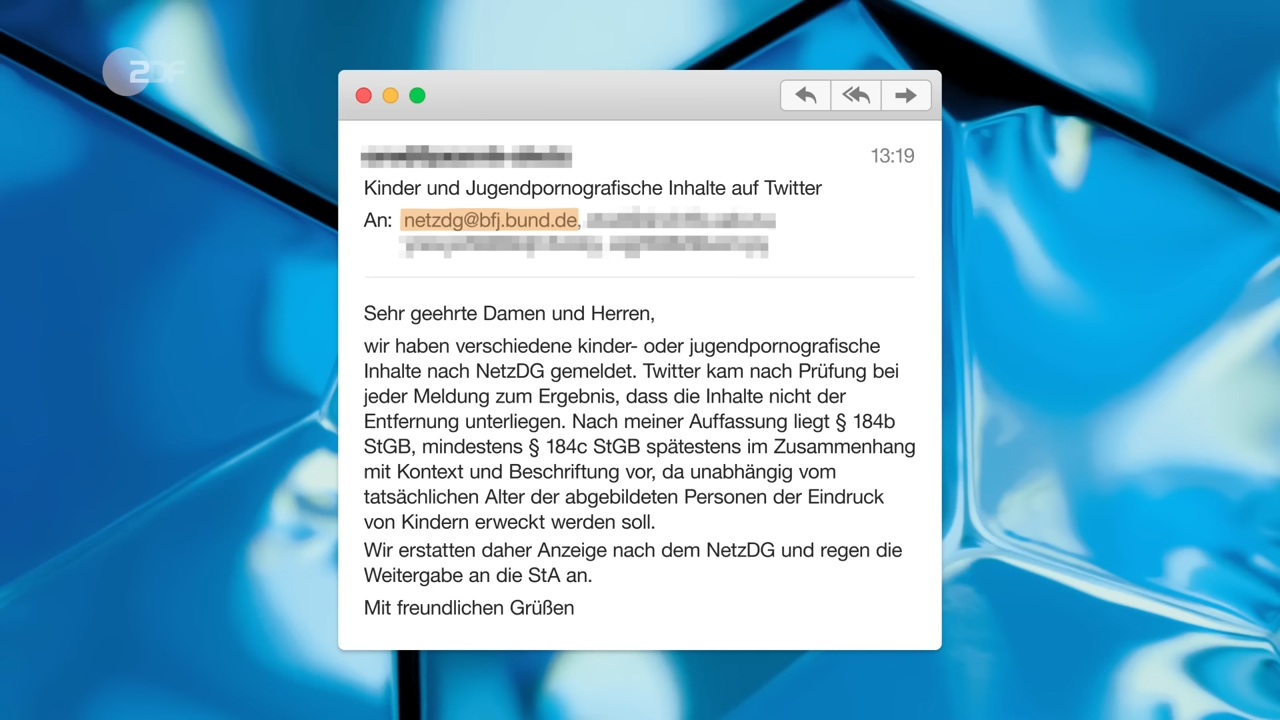 ZDF
13:19
Kinder und Jugendpornografische Inhalte auf Twitter
An: netzdg@bfj.bund.de,
Sehr geehrte Damen und Herren,
wir haben verschiedene kinder- oder jugendpornografische
Inhalte nach NetzDG gemeldet. Twitter kam nach Prüfung bei
jeder Meldung zum Ergebnis, dass die Inhalte nicht der
Entfernung unterliegen. Nach meiner Auffassung liegt § 184b
StGB, mindestens § 184c StGB spätestens im Zusammenhang
mit Kontext und Beschriftung vor, da unabhängig vom
tatsächlichen Alter der abgebildeten Personen der Eindruck
von Kindern erweckt werden soll.
Wir erstatten daher Anzeige nach dem NetzDG und regen die
Weitergabe an die StA an.
Mit freundlichen Grüßen